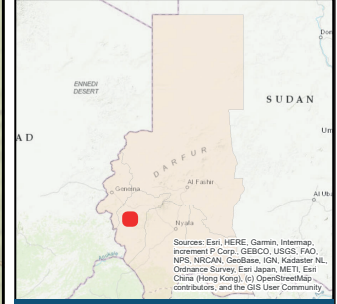 ENNEDI
DESERT
SUDAN
AD
DARFUR
Al Fashir
Geneina
Nyala
Sources: Esri, HERE, Garmin, Intermap,
increment P Corp., GEBCO, USGS, FAO,
NPS, NRCAN, GeoBase, IGN, Kadaster NL,
Ordnance Survey, Esri Japan, METI, Esri
China (Hong Kong), (c) OpenStreetMap
contributors, and the GIS User Community